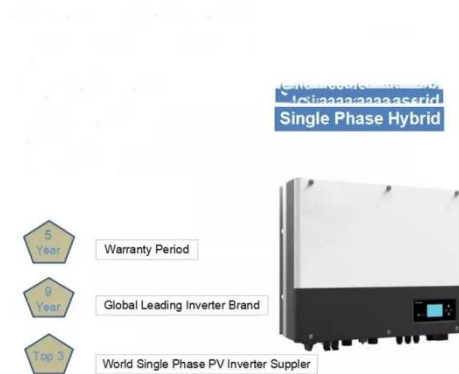 Single Phase Hybrid
5
Year
Warranty Period
9
Year
Global Leading Inverter Brand
Top 3
World Single Phase PV Inverter Suppler